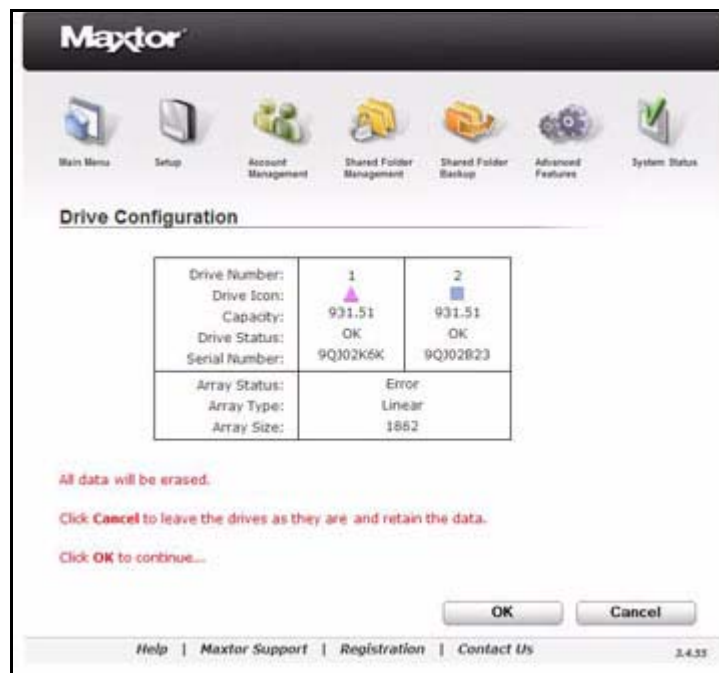 Maxtor
Main Menu
Setup
Account Management
Shared Folder Management
Shared Folder Backup
Advanced Features
System Status
Drive Configuration
Drive Number: 1 2
Drive Icon:
Capacity: 931.51 931.51
Drive Status: OK OK
Serial Number: 9QJ02K6K 9QJ02B23
Array Status: Error
Array Type: Linear
Array Size: 1862
All data will be erased.
Click Cancel to leave the drives as they are and retain the data.
Click OK to continue...
OK Cancel
Help | Maxtor Support | Registration | Contact Us